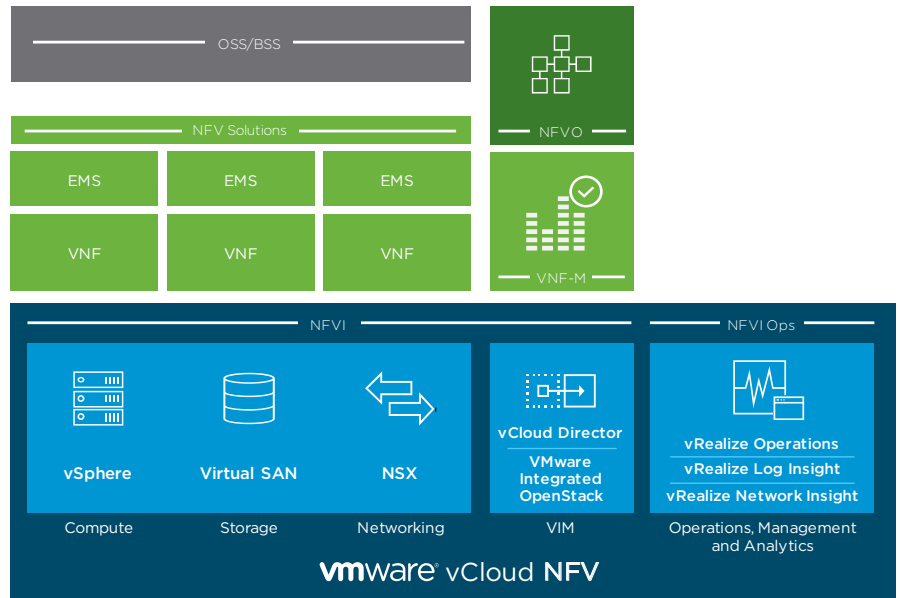 OSS/BSS
NFVO
NFV Solutions
EMS
EMS
EMS
VNF
VNF
VNF
VNF-M
NFVI
NFVI Ops
vSphere
Virtual SAN
NSX
vCloud Director
VMware
Integrated
OpenStack
vRealize Operations
vRealize Log Insight
vRealize Network Insight
Compute
Storage
Networking
VIM
Operations, Management
and Analytics
vmware® vCloud NFV